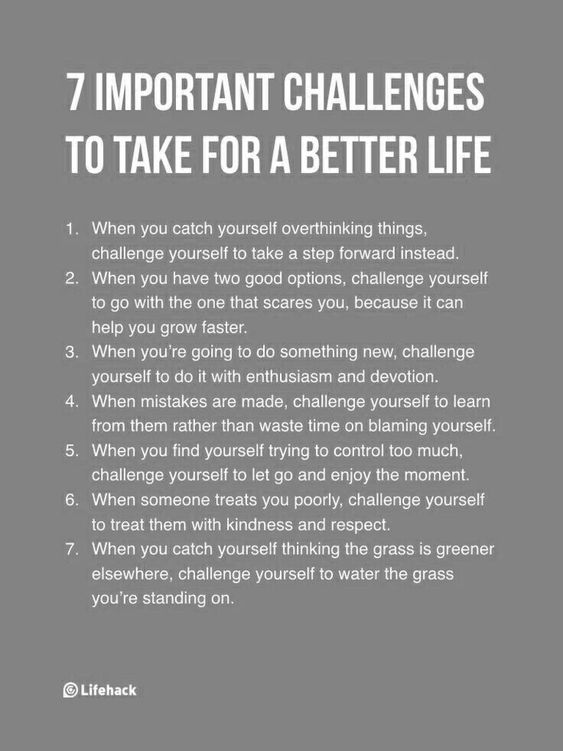 7 IMPORTANT CHALLENGES
TO TAKE FOR A BETTER LIFE
1. When you catch yourself overthinking things,
challenge yourself to take a step forward instead.
2. When you have two good options, challenge yourself
to go with the one that scares you, because it can
help you grow faster.
3. When you’re going to do something new, challenge
yourself to do it with enthusiasm and devotion.
4. When mistakes are made, challenge yourself to learn
from them rather than waste time on blaming yourself.
5. When you find yourself trying to control too much,
challenge yourself to let go and enjoy the moment.
6. When someone treats you poorly, challenge yourself
to treat them with kindness and respect.
7. When you catch yourself thinking the grass is greener
elsewhere, challenge yourself to water the grass
you’re standing on.
Lifehack